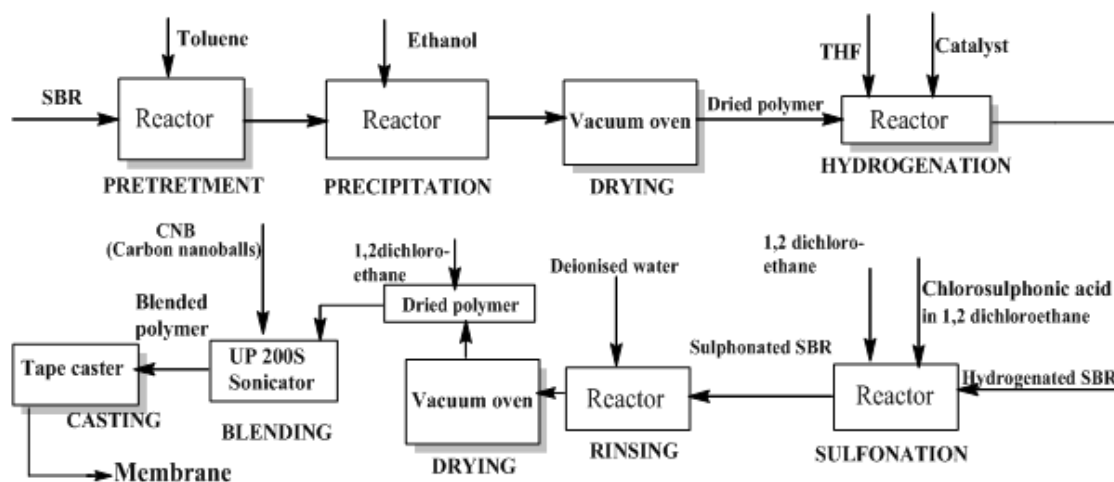 Toluene
Ethanol
THF
Catalyst
SBR
Reactor
Reactor
Vacuum oven
Dried polymer
Reactor
PRETRETMENT
PRECIPITATION
DRYING
HYDROGENATION
CNB
(Carbon nanoballs)
1,2dichloro-
ethane
Deionised water
1,2 dichloro-
ethane
Chlorosulphonic acid
in 1,2 dichloroethane
Blended
polymer
Dried polymer
Tape caster
UP 200S
Sonicator
Vacuum oven
Reactor
Sulphonated SBR
Reactor
Hydrogenated SBR
CASTING
BLENDING
DRYING
RINSING
SULFONATION
Membrane